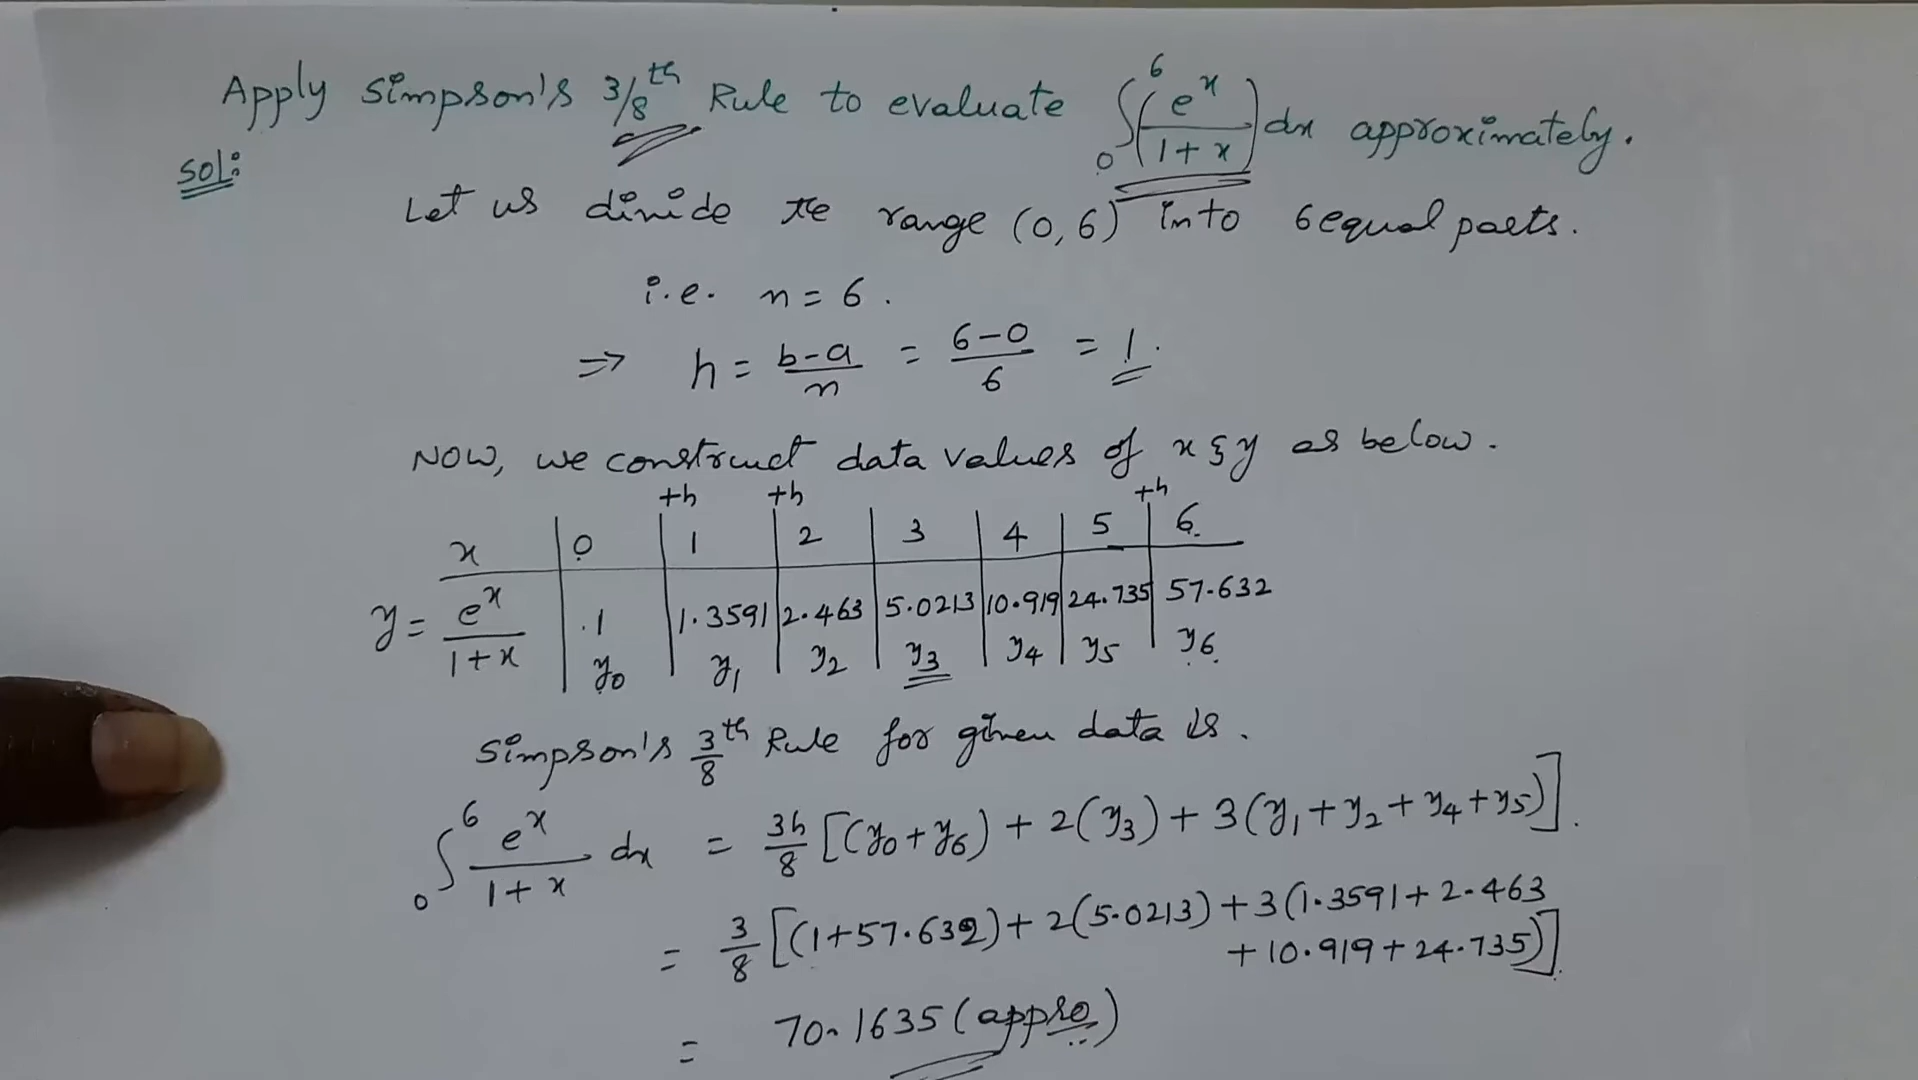 Apply Simpson's 3/8th Rule to evaluate ∫₀⁶ (e^x/(1+x)) dx approximately.
Sol:
Let us divide the range (0,6) into 6 equal parts.
i.e. n = 6.
⇒ h = (b-a)/n = (6-0)/6 = 1.
NOW, we construct data values of x & y as below.
+h +h +h
x | 0 | 1 | 2 | 3 | 4 | 5 | 6
y = e^x/(1+x) | 1 | 1.3591 | 2.463 | 5.0213 | 10.919 | 24.735 | 57.632
y₀ | y₁ | y₂ | y₃ | y₄ | y₅ | y₆
Simpson's 3/8 th Rule for given data is.
∫₀⁶ e^x/(1+x) dx = 3h/8 [(y₀+y₆) + 2(y₃) + 3(y₁+y₂+y₄+y₅)].
= 3/8 [(1+57.632) + 2(5.0213) + 3(1.3591+2.463
+10.919+24.735)]
= 70.1635 (appro)